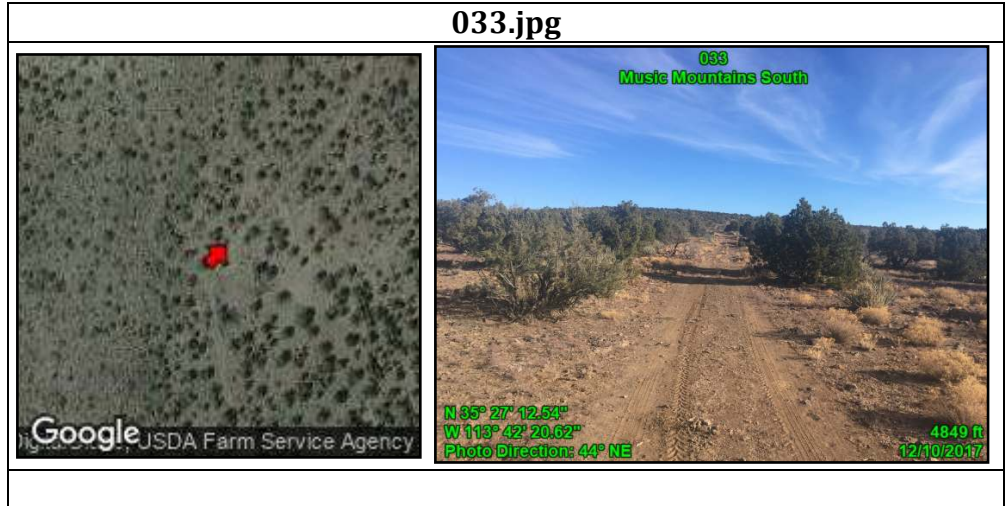 033.jpg
Google
USDA Farm Service Agency
033
Music Mountains South
N 35° 27' 12.54"
W 113° 42' 20.62"
Photo Direction: 44° NE
4849 ft
12/10/2017